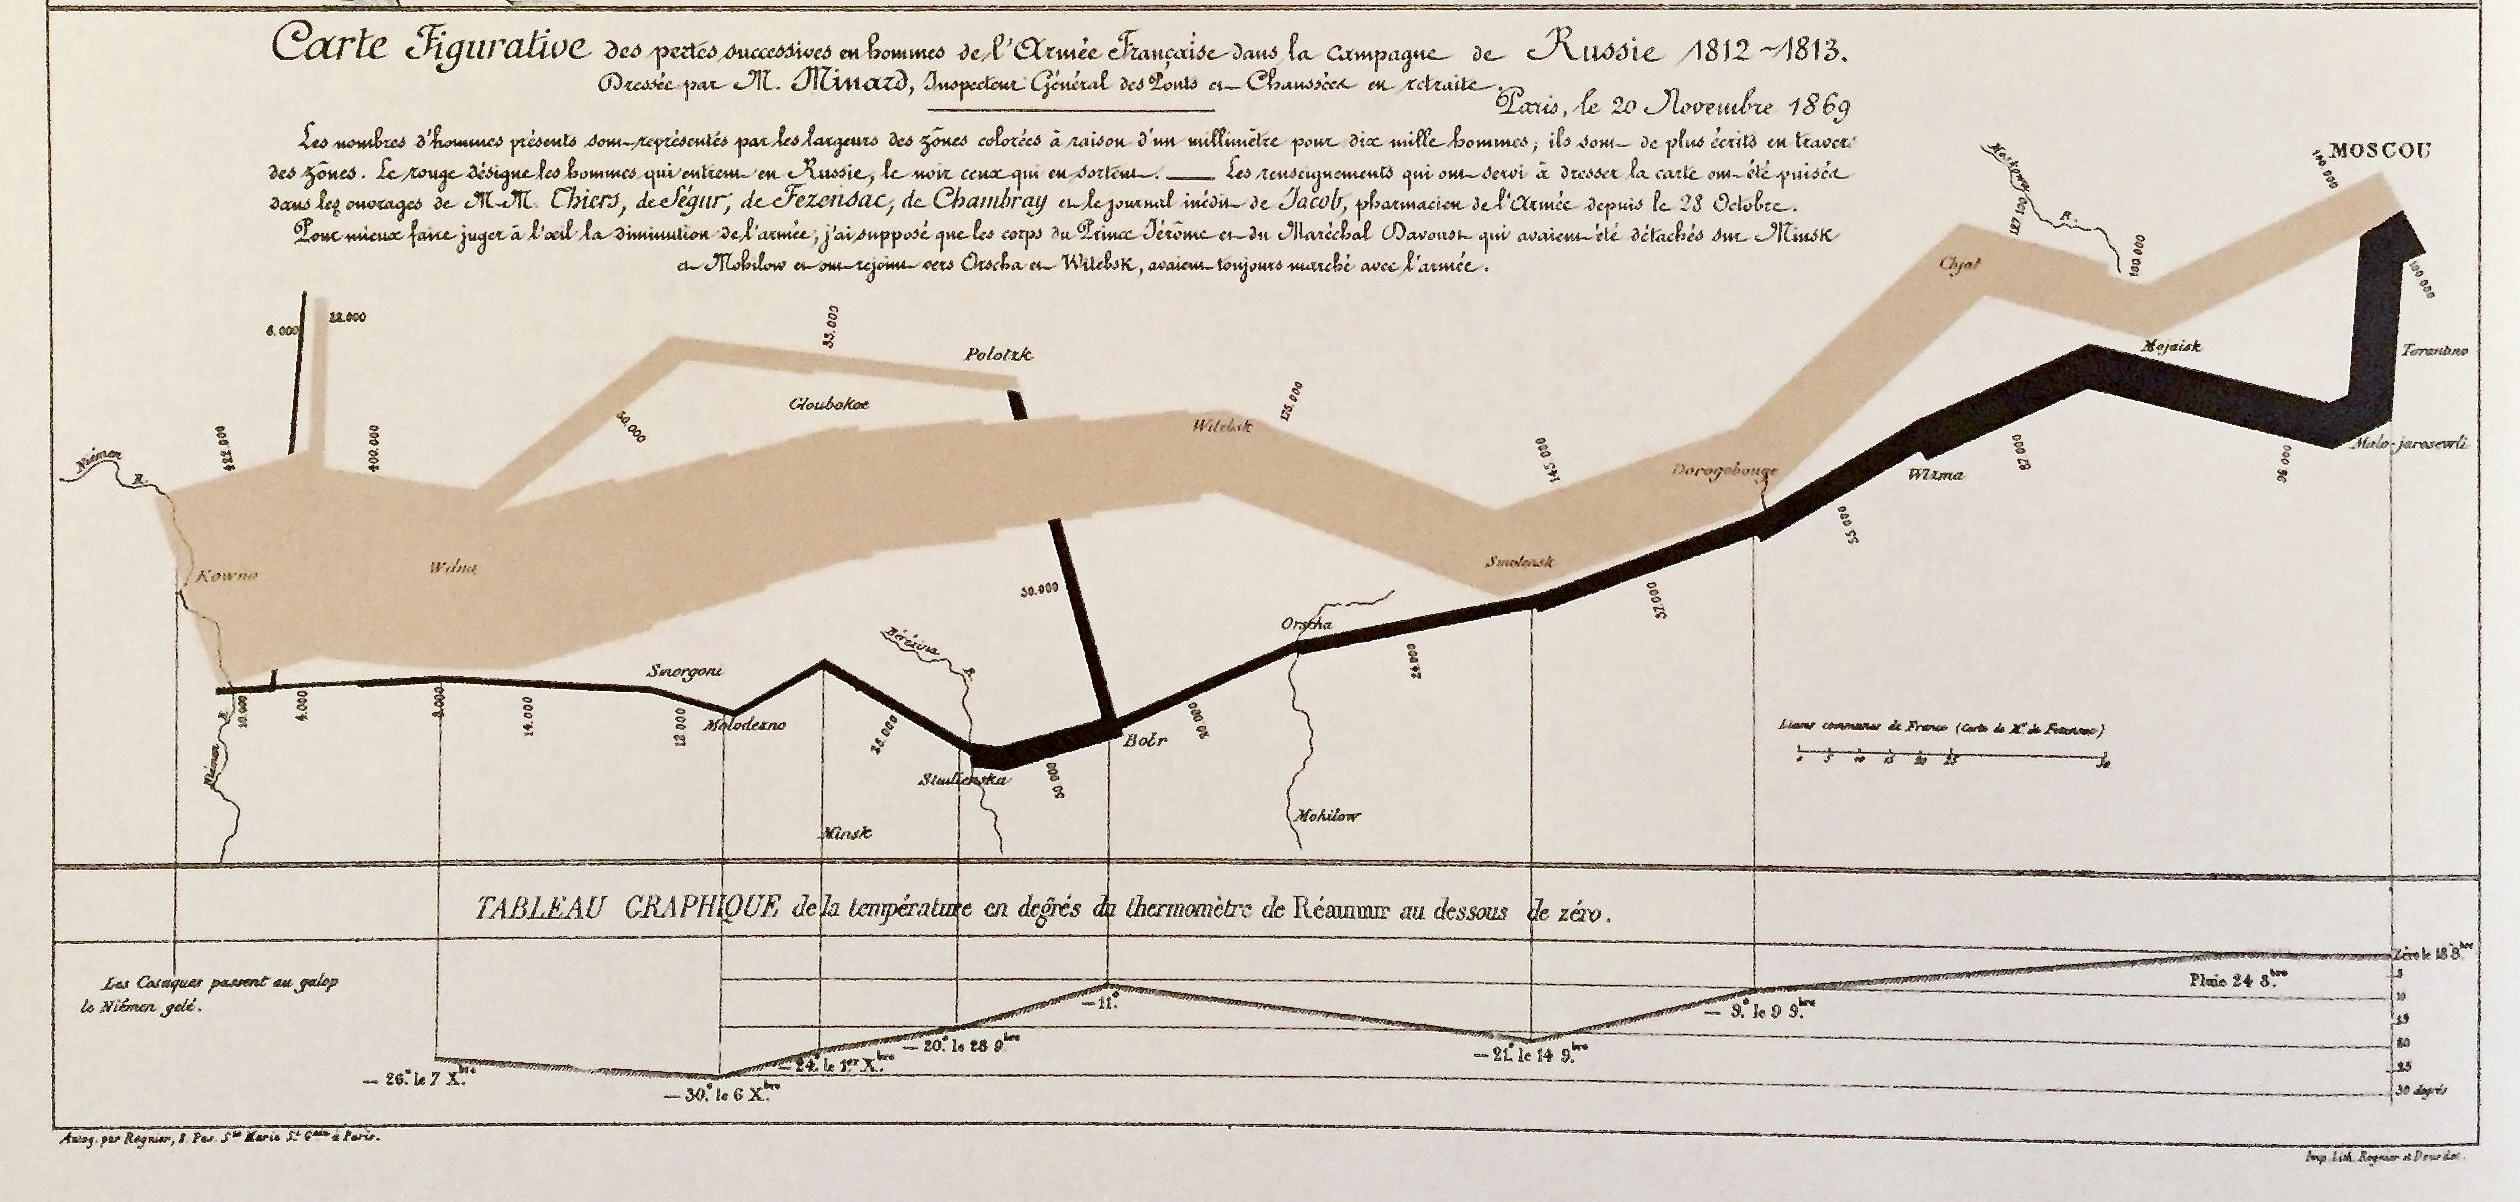 Carte Figurative des pertes successives en hommes de l'Armée Française dans la campagne de Russie 1812~1813.
Dressée par M. Minard, Inspecteur Général des Ponts et Chaussées en retraite.
Paris, le 20 Novembre 1869
Les nombres d'hommes présents sont représentés par les largeurs des zônes colorées à raison d'un millimètre pour dix mille hommes; ils sont de plus écrits en travers
des zônes. Le rouge désigne les hommes qui entrent en Russie, le noir ceux qui en sortent. — Les renseignements qui ont servi à dresser la carte ont été puisés
dans les ouvrages de M.M. Thiers, de Ségur, de Fezensac, de Chambray et le journal inédit de Jacob, pharmacien de l'Armée depuis le 28 Octobre.
Pour mieux faire juger à l'œil la diminution de l'armée, j'ai supposé que les corps du Prince Jérôme et du Maréchal Davoust qui avaient été détachés sur Minsk
et Mohilow et ont rejoint vers Orscha et Witebsk, avaient toujours marché avec l'armée.
MOSCOU
100 000
Moskowa R.
127 100
100 000
Chjat
100 000
6.000
22.000
33.000
Polotzk
Mojaisk
Tarantino
Gloubokoe
175.000
Witebsk
60.000
422.000
400.000
Niémen R.
145 000
Dorogobouge
Wizma
Malo-jarosewli
96 000
55 000
Kowno
Wilna
Smolensk
30.000
37.000
Orscha
Bérézina R.
24.000
Smorgoni
10.000
4.000
8.000
14.000
12 000
Molodezno
28.000
20 000
Bobr
Studienska
50 000
Niémen R.
Minsk
Mohilow
Lieues communes de France (Carte de M. de Fezensac)
0 5 10 15 20 25 50
TABLEAU GRAPHIQUE de la température en degrés du thermomètre de Réaumur au dessous de zéro.
Les Cosaques passent au galop
le Niémen gelé.
Zéro le 18 8.bre
Pluie 24 8.bre
5
10
15
20
25
30 degrés
— 9.° le 9 9.bre
— 11.°
— 21.° le 14 9.bre
— 20.° le 28 9.bre
— 24.° le 1.er X.bre
— 26.° le 7 X.bre
— 30.° le 6 X.bre
Autog. par Regnier, 8. Pas. Ste Marie St Gain à Paris.
Imp. Lith. Regnier et Dourdet.